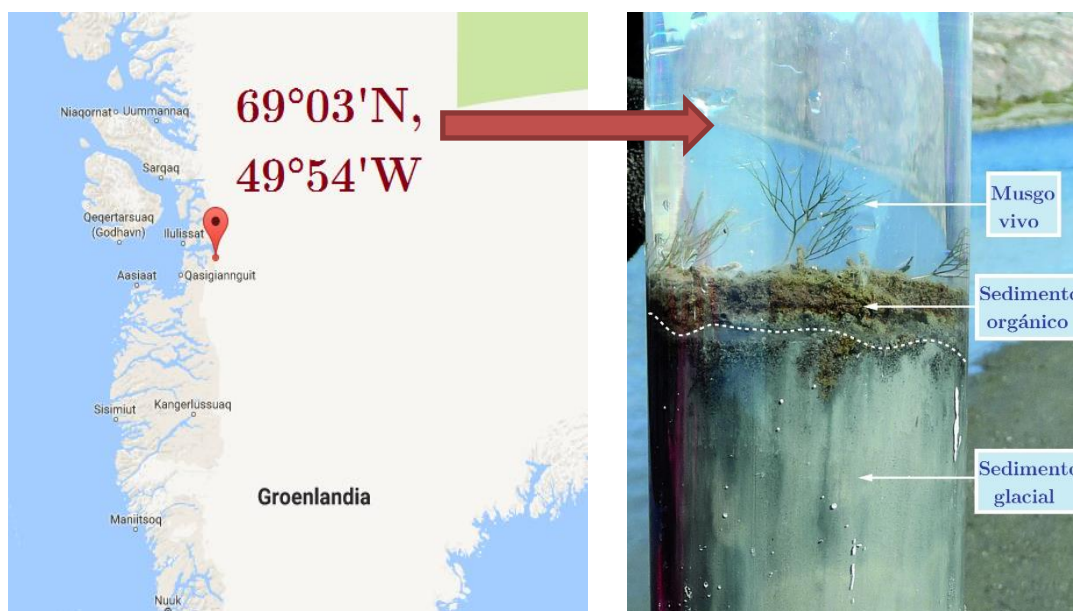 69°03'N,
49°54'W
Niaqornat
Uummannaq
Sarqaq
Qeqertarsuaq
(Godhavn)
Ilulissat
Aasiaat
Qasigiannguit
Sisimiut
Kangerlussuaq
Groenlandia
Maniitsoq
Nuuk
Musgo
vivo
Sedimento
orgánico
Sedimento
glacial